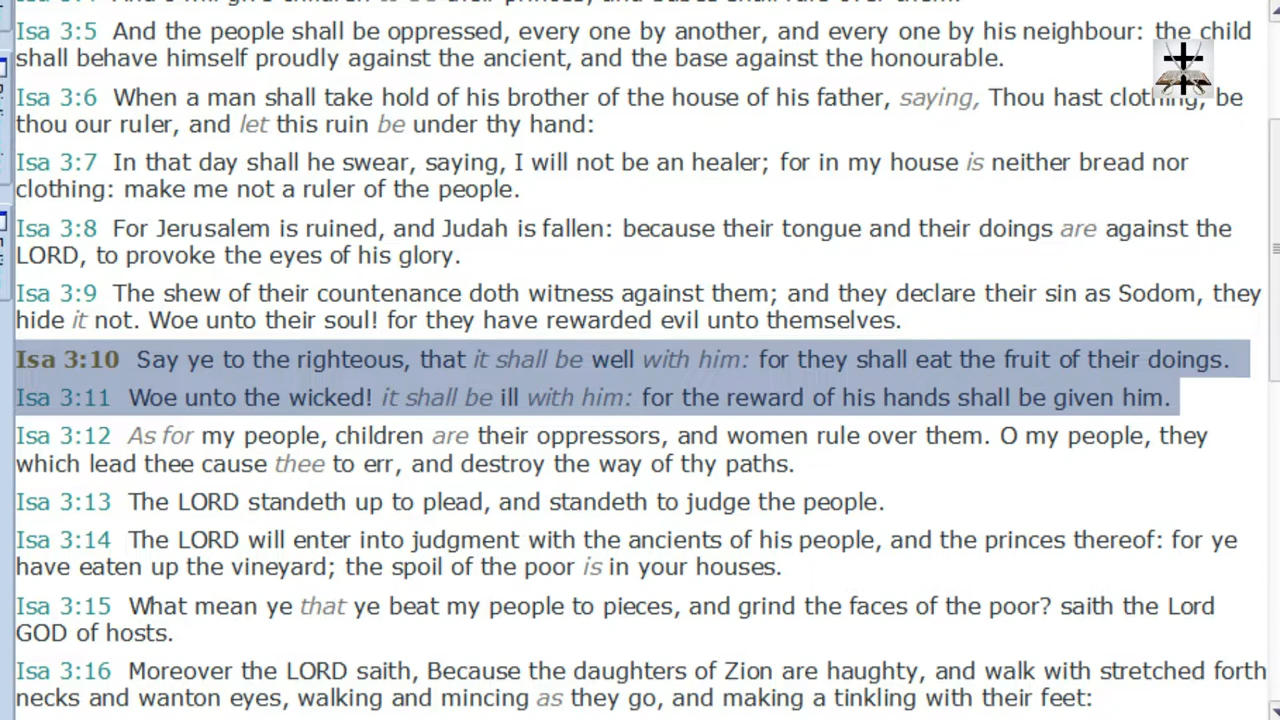 Isa 3:5 And the people shall be oppressed, every one by another, and every one by his neighbour: the child
shall behave himself proudly against the ancient, and the base against the honourable.
Isa 3:6 When a man shall take hold of his brother of the house of his father, saying, Thou hast clothing, be
thou our ruler, and let this ruin be under thy hand:
Isa 3:7 In that day shall he swear, saying, I will not be an healer; for in my house is neither bread nor
clothing: make me not a ruler of the people.
Isa 3:8 For Jerusalem is ruined, and Judah is fallen: because their tongue and their doings are against the
LORD, to provoke the eyes of his glory.
Isa 3:9 The shew of their countenance doth witness against them; and they declare their sin as Sodom, they
hide it not. Woe unto their soul! for they have rewarded evil unto themselves.
Isa 3:10 Say ye to the righteous, that it shall be well with him: for they shall eat the fruit of their doings.
Isa 3:11 Woe unto the wicked! it shall be ill with him: for the reward of his hands shall be given him.
Isa 3:12 As for my people, children are their oppressors, and women rule over them. O my people, they
which lead thee cause thee to err, and destroy the way of thy paths.
Isa 3:13 The LORD standeth up to plead, and standeth to judge the people.
Isa 3:14 The LORD will enter into judgment with the ancients of his people, and the princes thereof: for ye
have eaten up the vineyard; the spoil of the poor is in your houses.
Isa 3:15 What mean ye that ye beat my people to pieces, and grind the faces of the poor? saith the Lord
GOD of hosts.
Isa 3:16 Moreover the LORD saith, Because the daughters of Zion are haughty, and walk with stretched forth
necks and wanton eyes, walking and mincing as they go, and making a tinkling with their feet: